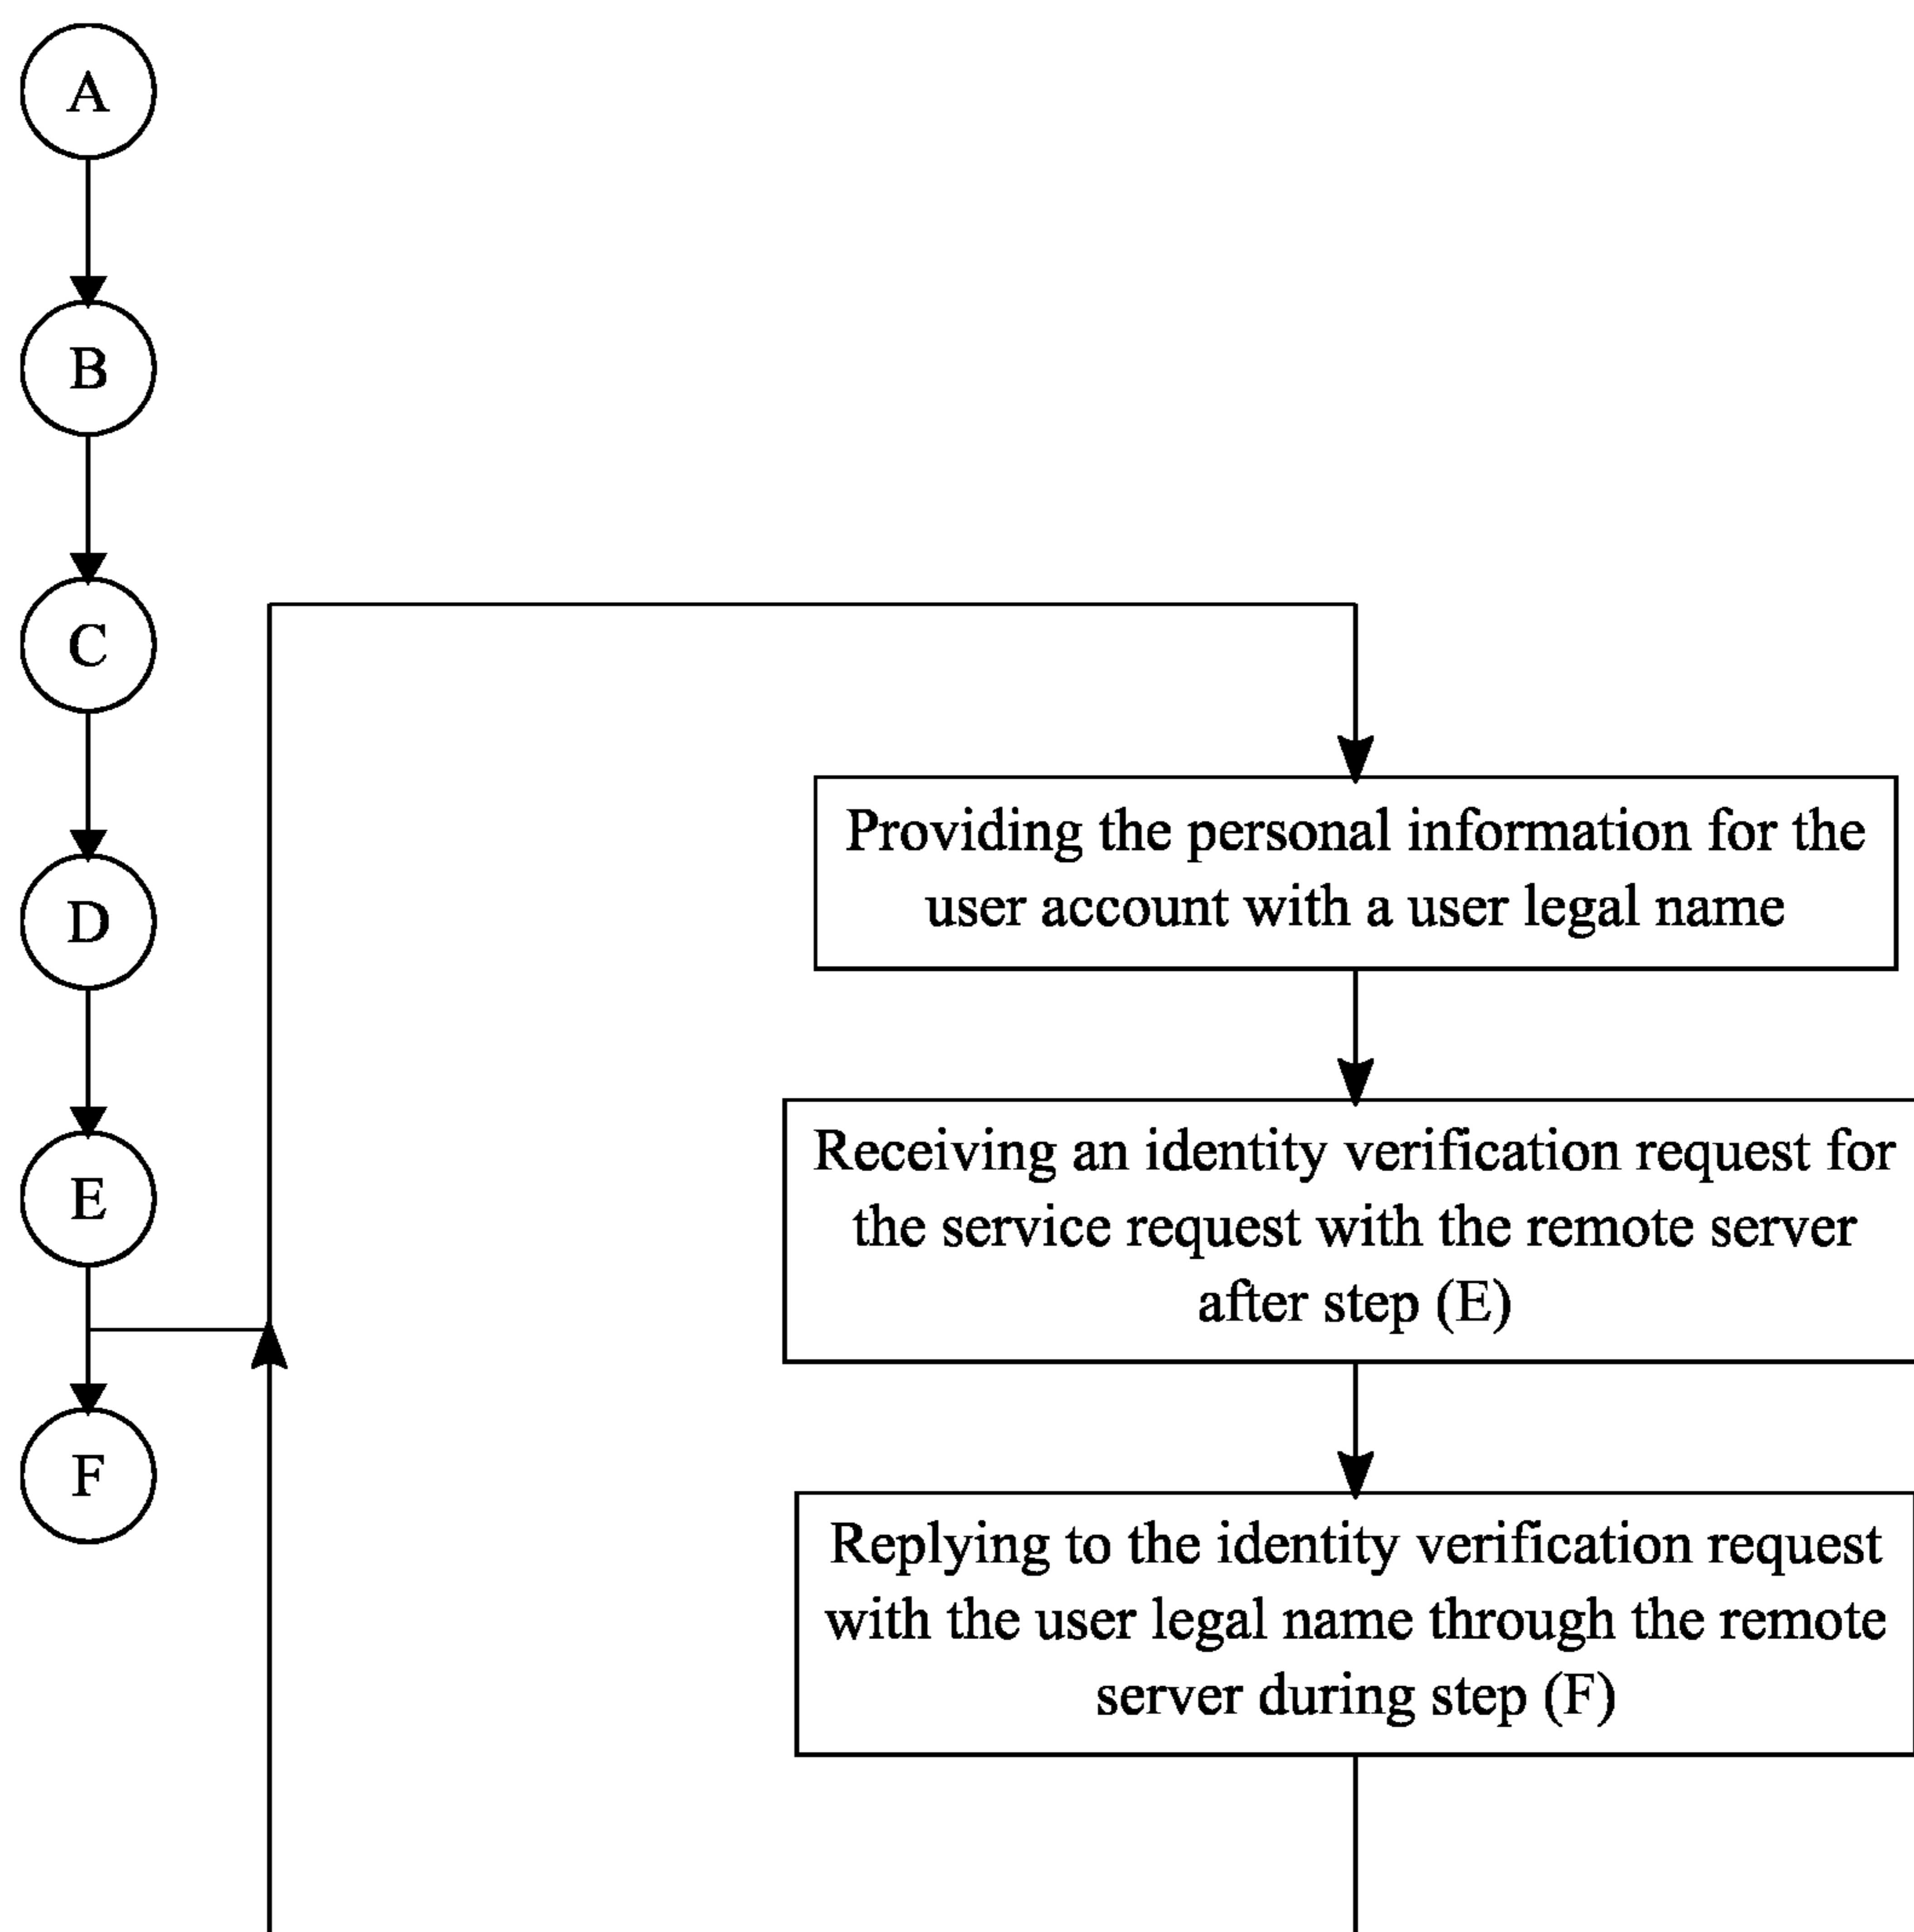 A
B
C
D
E
F
Providing the personal information for the
user account with a user legal name
Receiving an identity verification request for
the service request with the remote server
after step (E)
Replying to the identity verification request
with the user legal name through the remote
server during step (F)